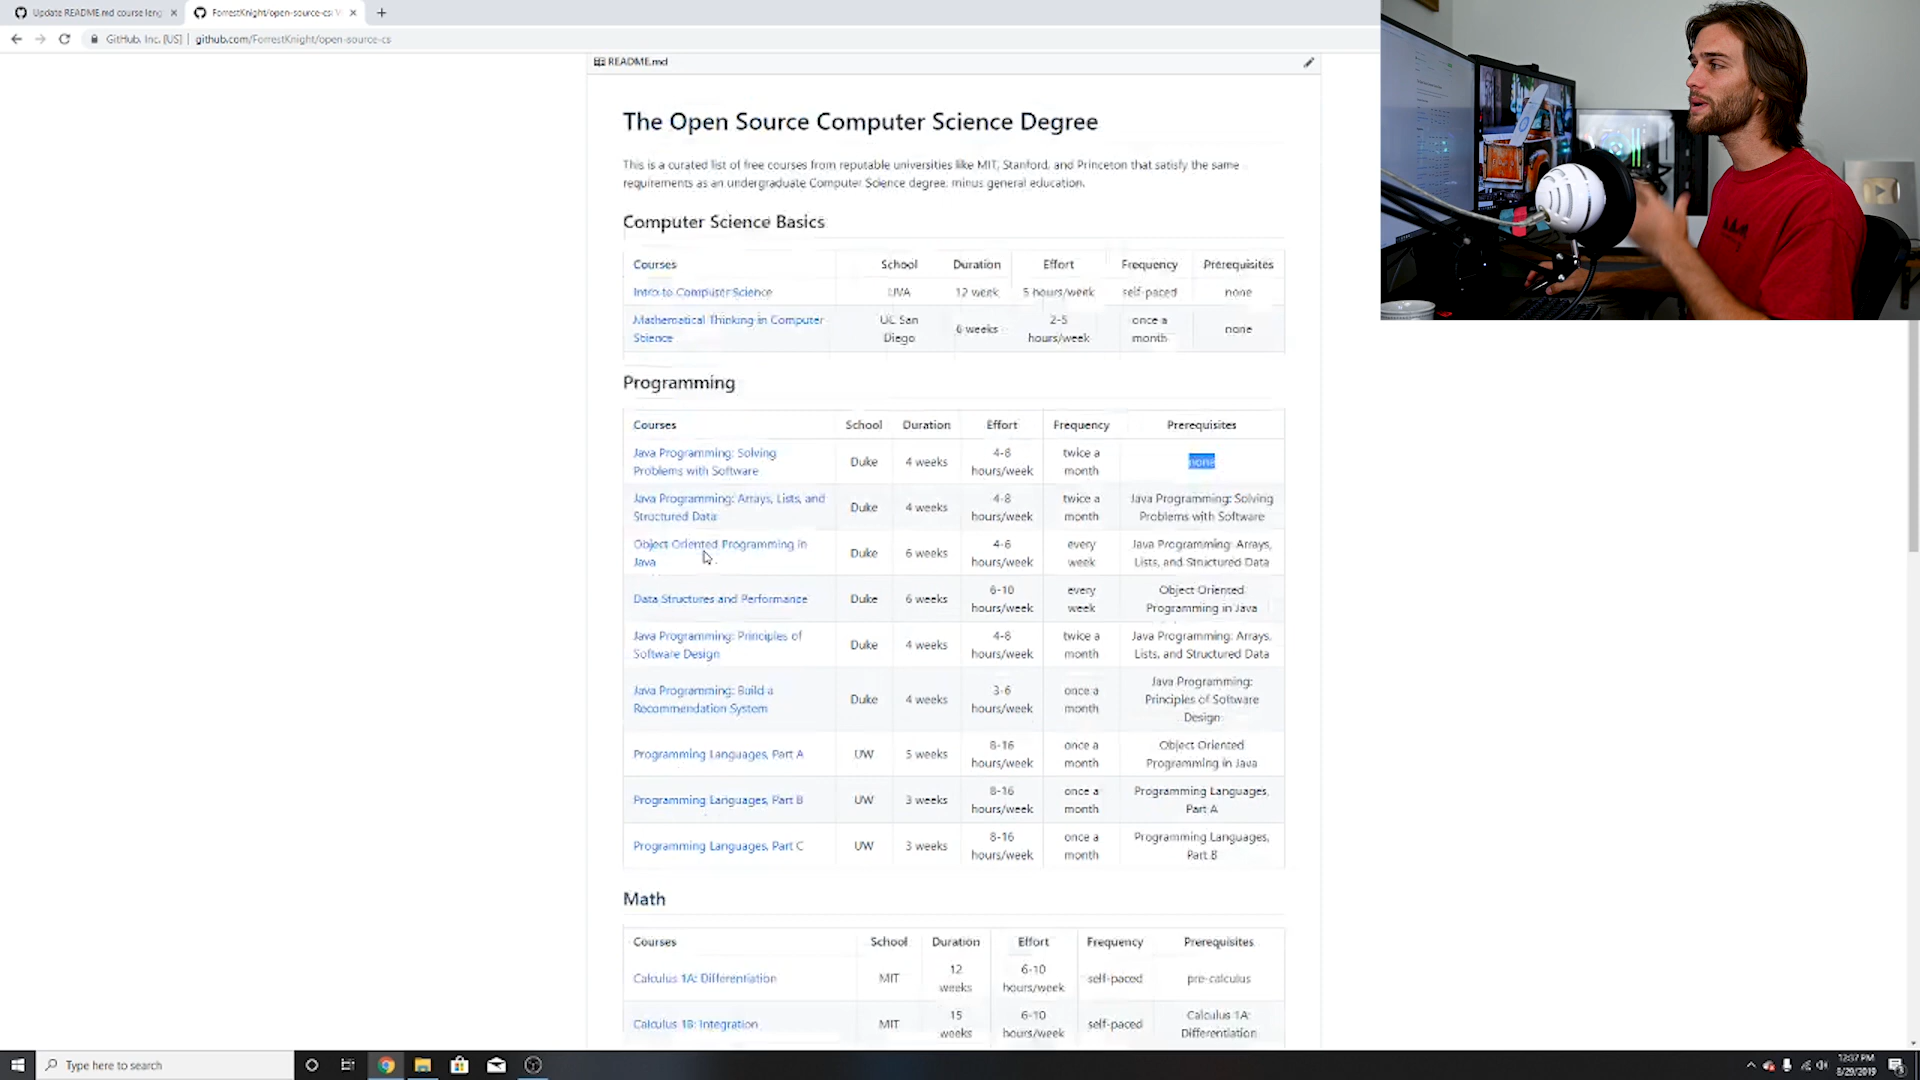 Update README.md course leng
ForrestKnight/open-source-cs:
GitHub, Inc. [US]
github.com/ForrestKnight/open-source-cs
README.md
The Open Source Computer Science Degree
This is a curated list of free courses from reputable universities like MIT, Stanford, and Princeton that satisfy the same
requirements as an undergraduate Computer Science degree, minus general education.
Computer Science Basics
Courses School Duration Effort Frequency Prerequisites
Intro to Computer Science UVA 12 week 5 hours/week self-paced none
Mathematical Thinking in Computer
Science
UC San
Diego
6 weeks
2-5
hours/week
once a
month
none
Programming
Courses School Duration Effort Frequency Prerequisites
Java Programming: Solving
Problems with Software
Duke
4 weeks
4-8
hours/week
twice a
month
none
Java Programming: Arrays, Lists, and
Structured Data
Duke
4 weeks
4-8
hours/week
twice a
month
Java Programming: Solving
Problems with Software
Object Oriented Programming in
Java
Duke
6 weeks
4-6
hours/week
every
week
Java Programming: Arrays,
Lists, and Structured Data
Data Structures and Performance
Duke
6 weeks
6-10
hours/week
every
week
Object Oriented
Programming in Java
Java Programming: Principles of
Software Design
Duke
4 weeks
4-8
hours/week
twice a
month
Java Programming: Arrays,
Lists, and Structured Data
Java Programming: Build a
Recommendation System
Duke
4 weeks
3-6
hours/week
once a
month
Java Programming:
Principles of Software
Design
Programming Languages, Part A
UW
5 weeks
8-16
hours/week
once a
month
Object Oriented
Programming in Java
Programming Languages, Part B
UW
3 weeks
8-16
hours/week
once a
month
Programming Languages,
Part A
Programming Languages, Part C
UW
3 weeks
8-16
hours/week
once a
month
Programming Languages,
Part B
Math
Courses School Duration Effort Frequency Prerequisites
Calculus 1A: Differentiation
MIT
12
weeks
6-10
hours/week
self-paced
pre-calculus
Calculus 1B: Integration
MIT
15
weeks
6-10
hours/week
self-paced
Calculus 1A:
Differentiation
Type here to search
12:37 PM
8/29/2019